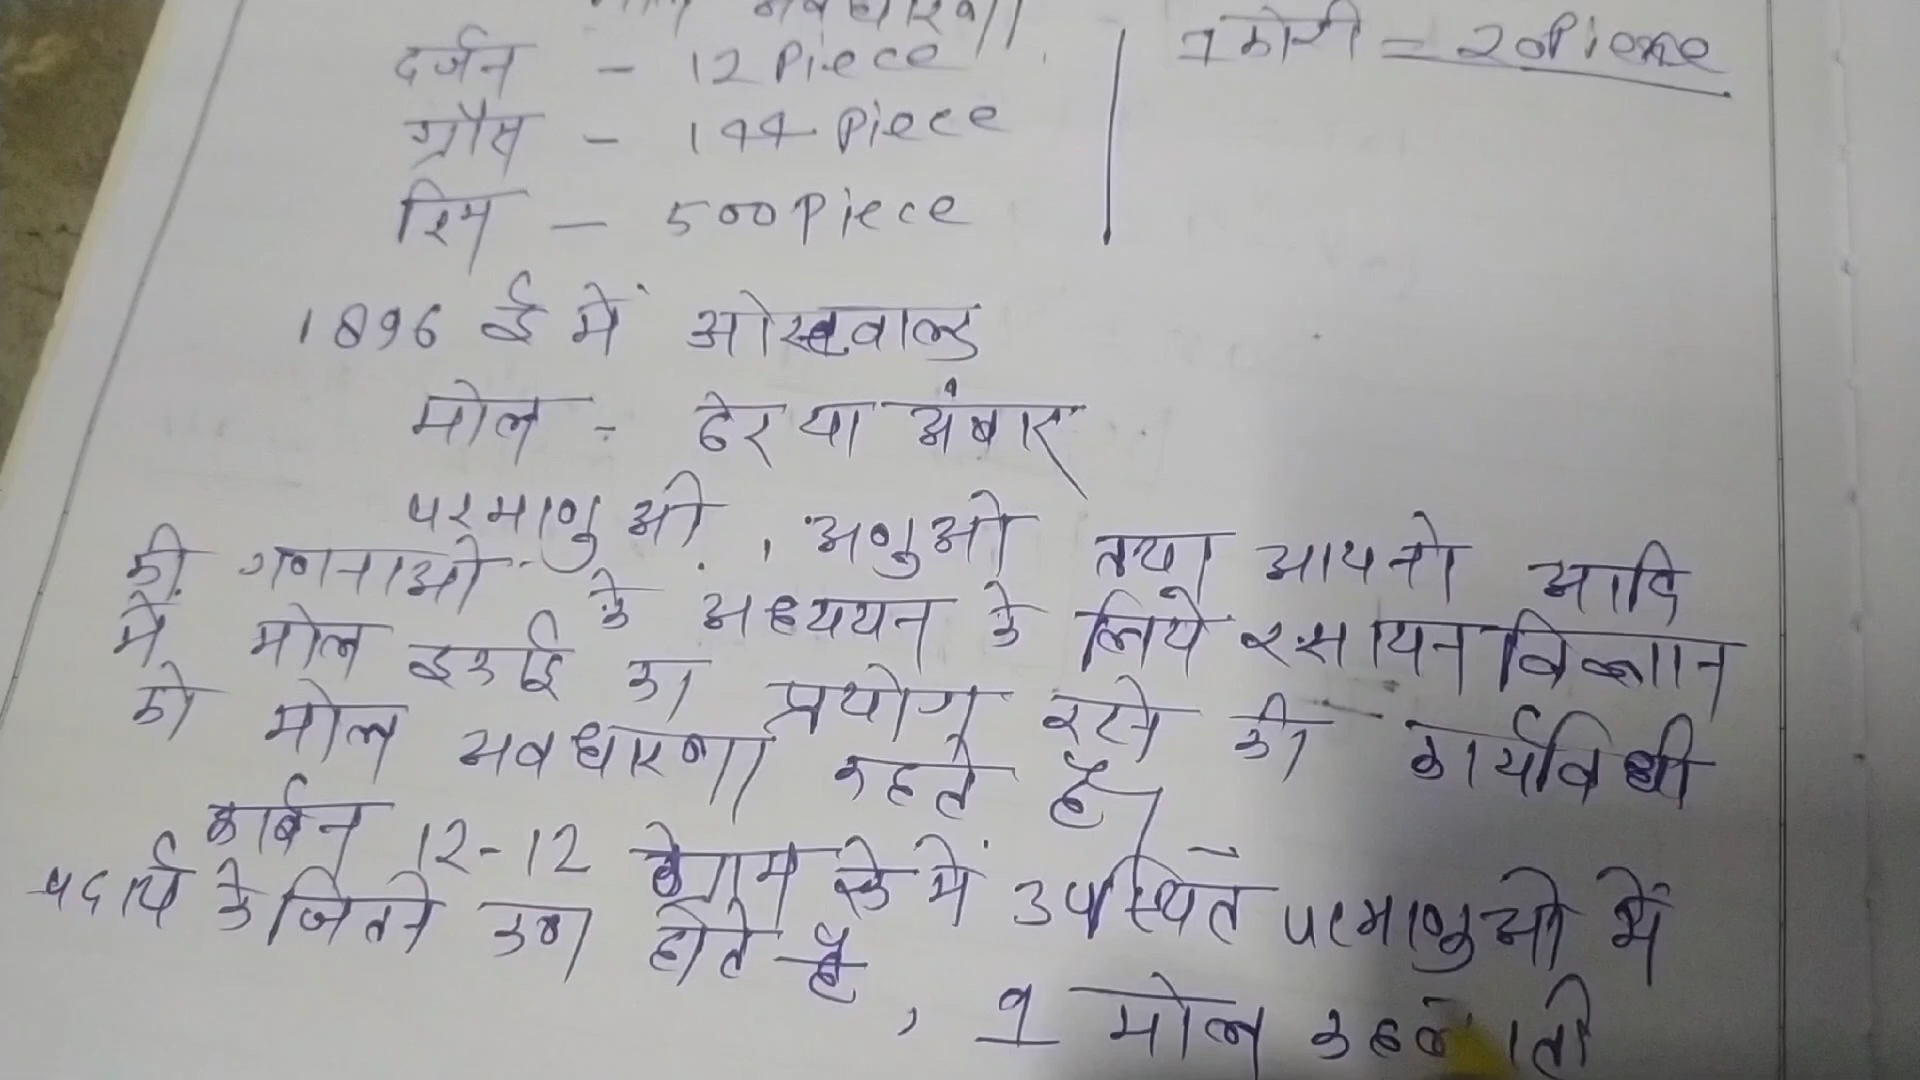 अवधारणा
दर्जन - 12 Piece
ग्रौस - 144 Piece
रिम - 500 Piece
1 कोरी = 20 Piece
1896 ई में ओस्टवाल्ड
मोल - ढेर या अंबार
परमाणुओ, अणुओ तथा आयनो आदि
की गणनाओ के अध्ययन के लिये रसायन विज्ञान
में मोल इकाई का प्रयोग करने की कार्यविधी
को मोल अवधारणा कहते है।
कार्बन 12-12 ग्राम के में उपस्थित परमाणुओ में
पदार्थ के जितने कण होते है, 1 मोल